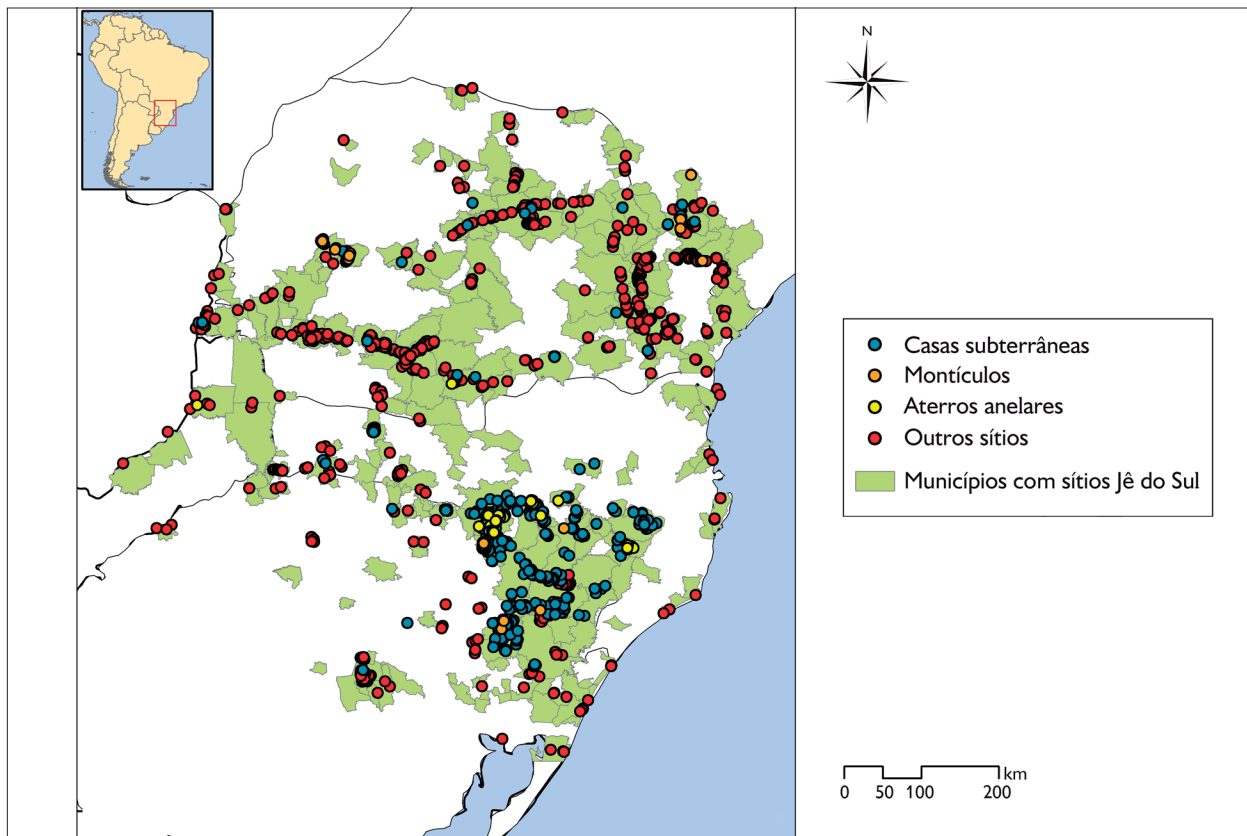 N
Casas subterrâneas
Montículos
Aterros anelares
Outros sítios
Municípios com sítios Jê do Sul
km
0 50 100 200